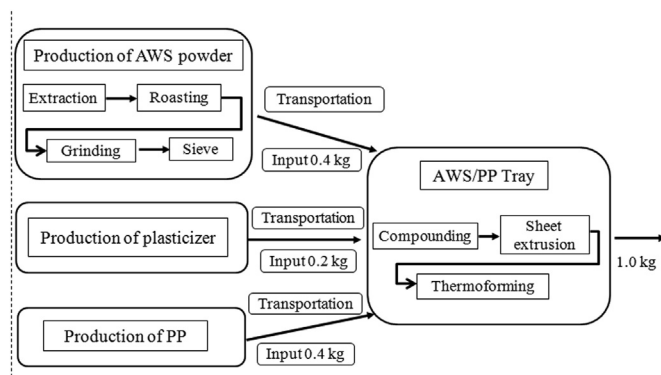 Production of AWS powder
Extraction
Roasting
Grinding
Sieve
Transportation
Input 0.4 kg
Production of plasticizer
Transportation
Input 0.2 kg
Production of PP
Transportation
Input 0.4 kg
AWS/PP Tray
Compounding
Sheet
extrusion
Thermoforming
1.0 kg